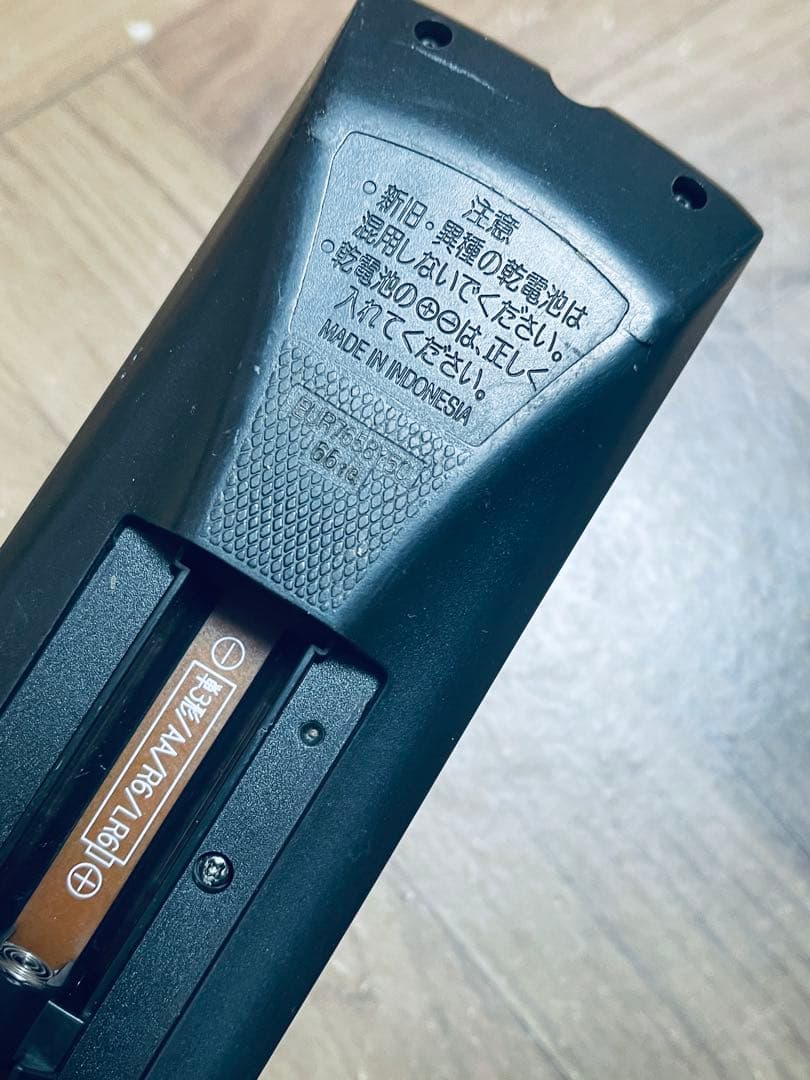 注意
・新旧・異種の乾電池は
混用しないでください。
・乾電池の⊕⊖は、正しく
入れてください。
MADE IN INDONESIA
⊖
単3形/AA/R6/LR6
⊕